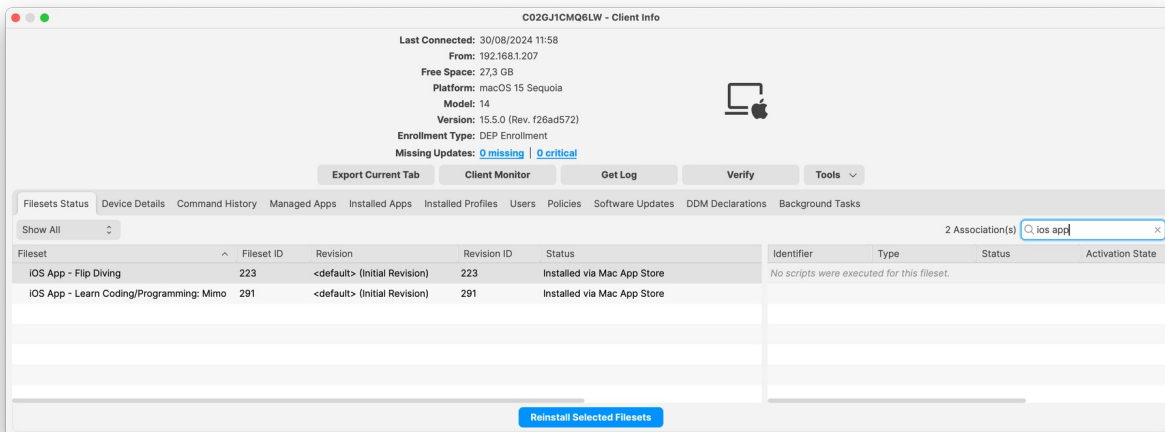 C02GJ1CMQ6LW - Client Info
Last Connected: 30/08/2024 11:58
From: 192.168.1.207
Free Space: 27,3 GB
Platform: macOS 15 Sequoia
Model: 14
Version: 15.5.0 (Rev. f26ad572)
Enrollment Type: DEP Enrollment
Missing Updates: 0 missing | 0 critical
Export Current Tab Client Monitor Get Log Verify Tools
Filesets Status Device Details Command History Managed Apps Installed Apps Installed Profiles Users Policies Software Updates DDM Declarations Background Tasks
Show All 2 Association(s) ios app
Fileset Fileset ID Revision Revision ID Status Identifier Type Status Activation State
iOS App - Flip Diving 223 <default> (Initial Revision) 223 Installed via Mac App Store No scripts were executed for this fileset.
iOS App - Learn Coding/Programming: Mimo 291 <default> (Initial Revision) 291 Installed via Mac App Store
Reinstall Selected Filesets